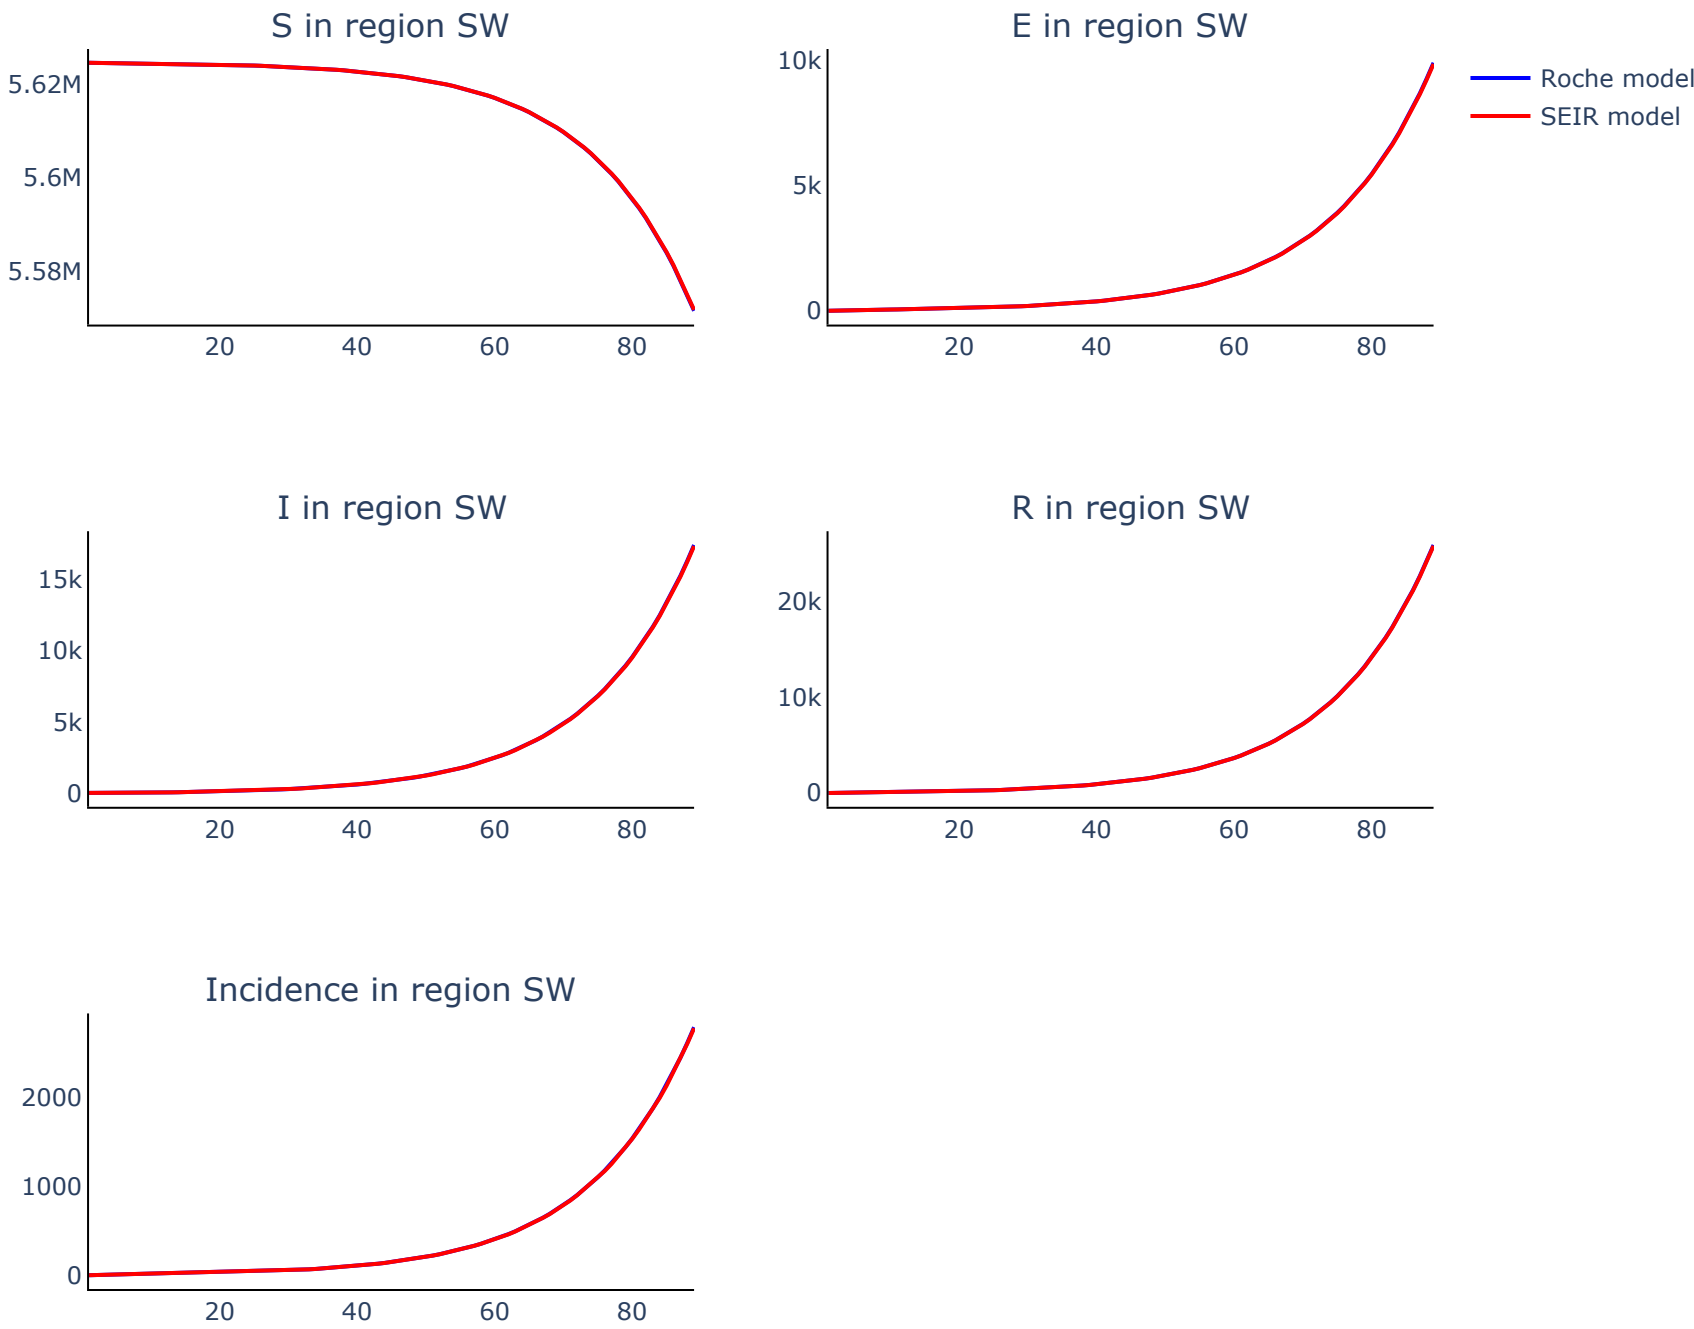 S in region SW
E in region SW
5.62M
5.6M
5.58M
20 40 60 80
10k
5k
0
20 40 60 80
Roche model
SEIR model
I in region SW
R in region SW
15k
10k
5k
0
20 40 60 80
20k
10k
0
20 40 60 80
Incidence in region SW
2000
1000
0
20 40 60 80